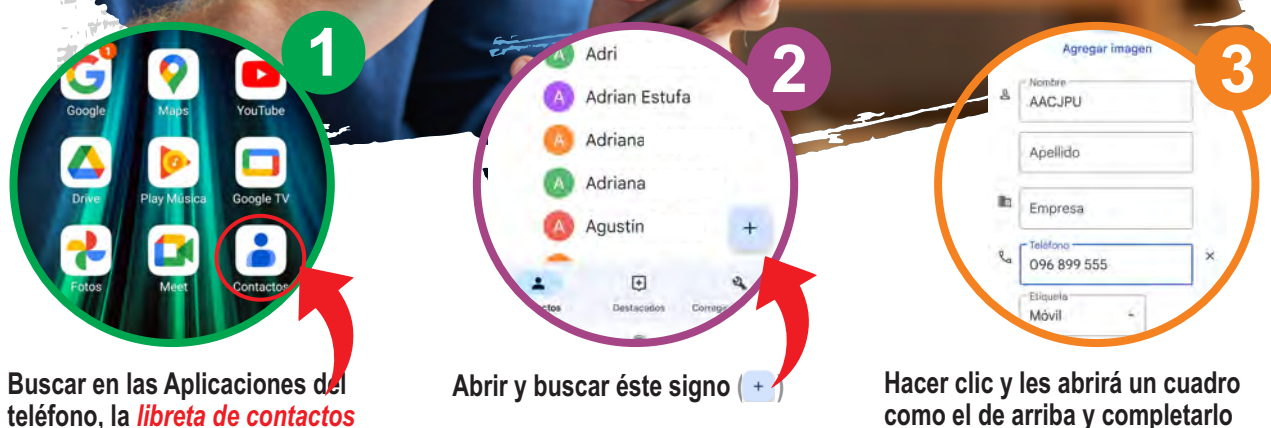 1
Google
Maps
YouTube
Drive
Play Música
Google TV
Fotos
Meet
Contactos
Buscar en las Aplicaciones del
teléfono, la libreta de contactos
2
Adri
Adrian Estufa
Adriana
Adriana
Agustín
+
Destacados
Abrir y buscar éste signo ( + )
3
Agregar imagen
Nombre
AACJPU
Apellido
Empresa
Teléfono
096 899 555
Etiqueta
Móvil
Hacer clic y les abrirá un cuadro
como el de arriba y completarlo